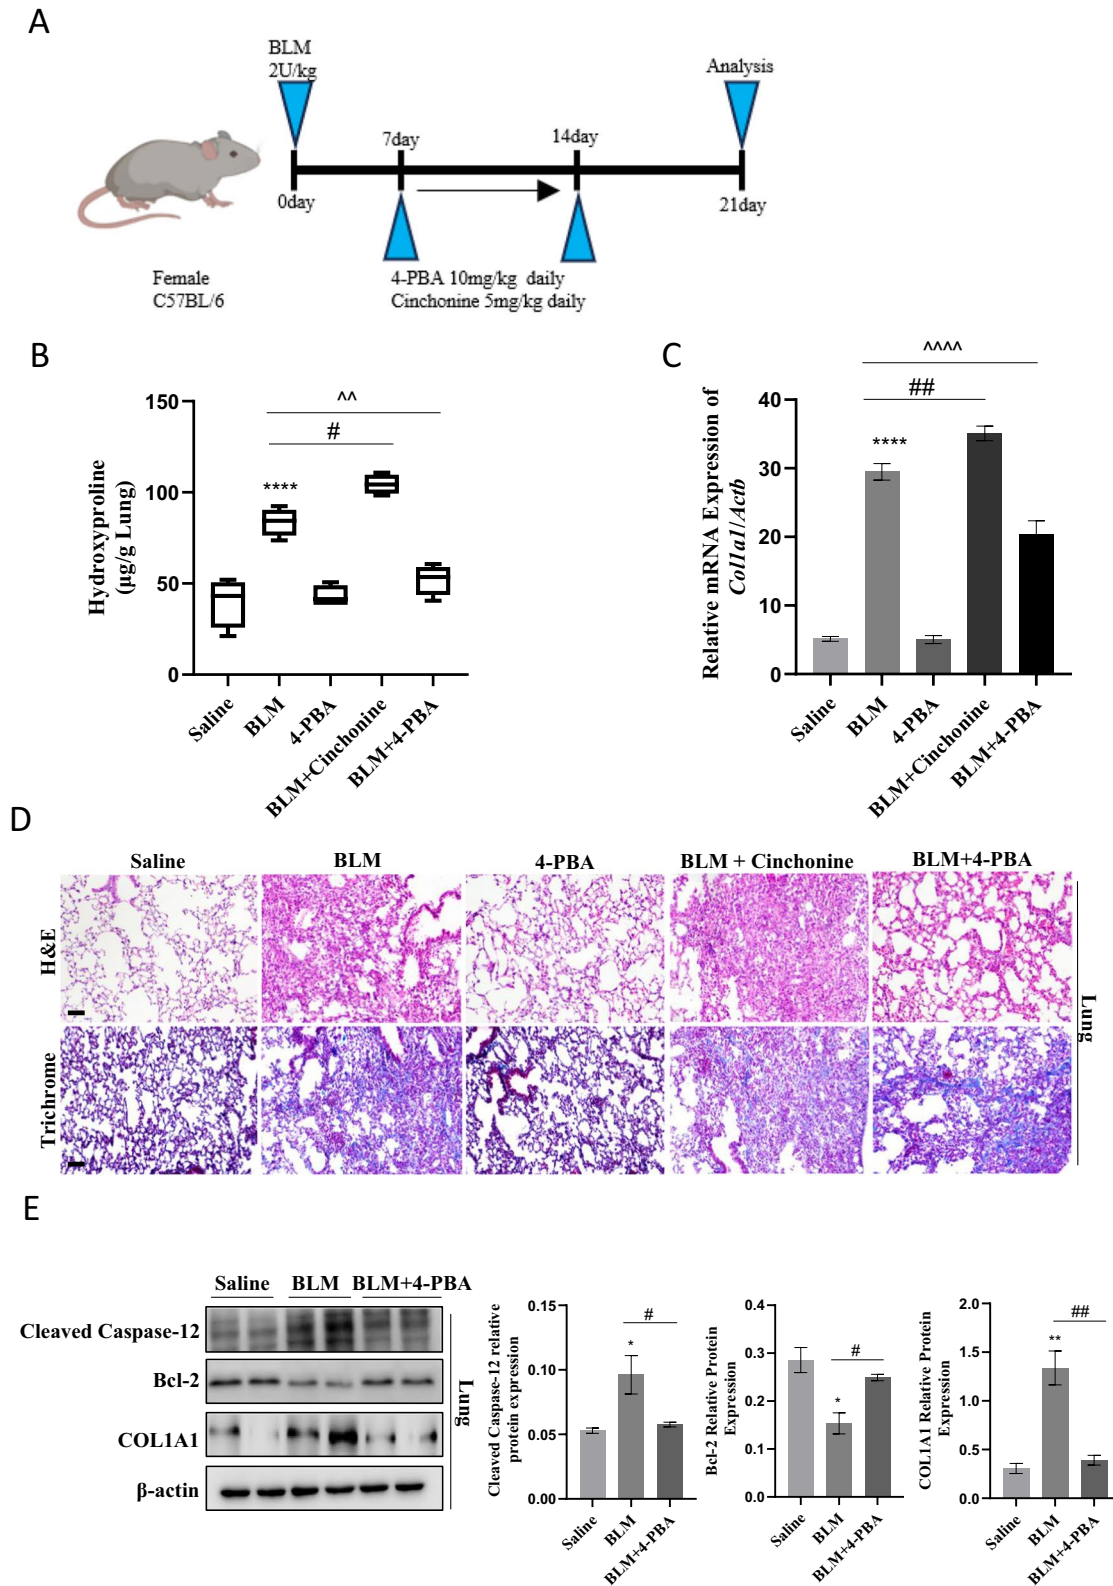 A
BLM
2U/kg
Analysis
7day
14day
0day
21day
Female
C57BL/6
4-PBA 10mg/kg daily
Cinchonine 5mg/kg daily
B
Hydroxyproline
(μg/g Lung)
150
100
50
0
^^
#
****
Saline
BLM
4-PBA
BLM+Cinchonine
BLM+4-PBA
C
Relative mRNA Expression of
Col1a1/Actb
40
30
20
10
0
^^^^
##
****
Saline
BLM
4-PBA
BLM+Cinchonine
BLM+4-PBA
D
Saline
BLM
4-PBA
BLM + Cinchonine
BLM+4-PBA
H&E
Trichrome
Lung
E
Saline
BLM
BLM+4-PBA
Cleaved Caspase-12
Bcl-2
COL1A1
β-actin
Lung
Cleaved Caspase-12 relative
protein expression
0.15
0.10
0.05
0.00
#
*
Saline
BLM
BLM+4-PBA
Bcl-2 Relative Protein
Expression
0.4
0.3
0.2
0.1
0.0
#
*
Saline
BLM
BLM+4-PBA
COL1A1 Relative Protein
Expression
2.0
1.5
1.0
0.5
0.0
##
**
Saline
BLM
BLM+4-PBA